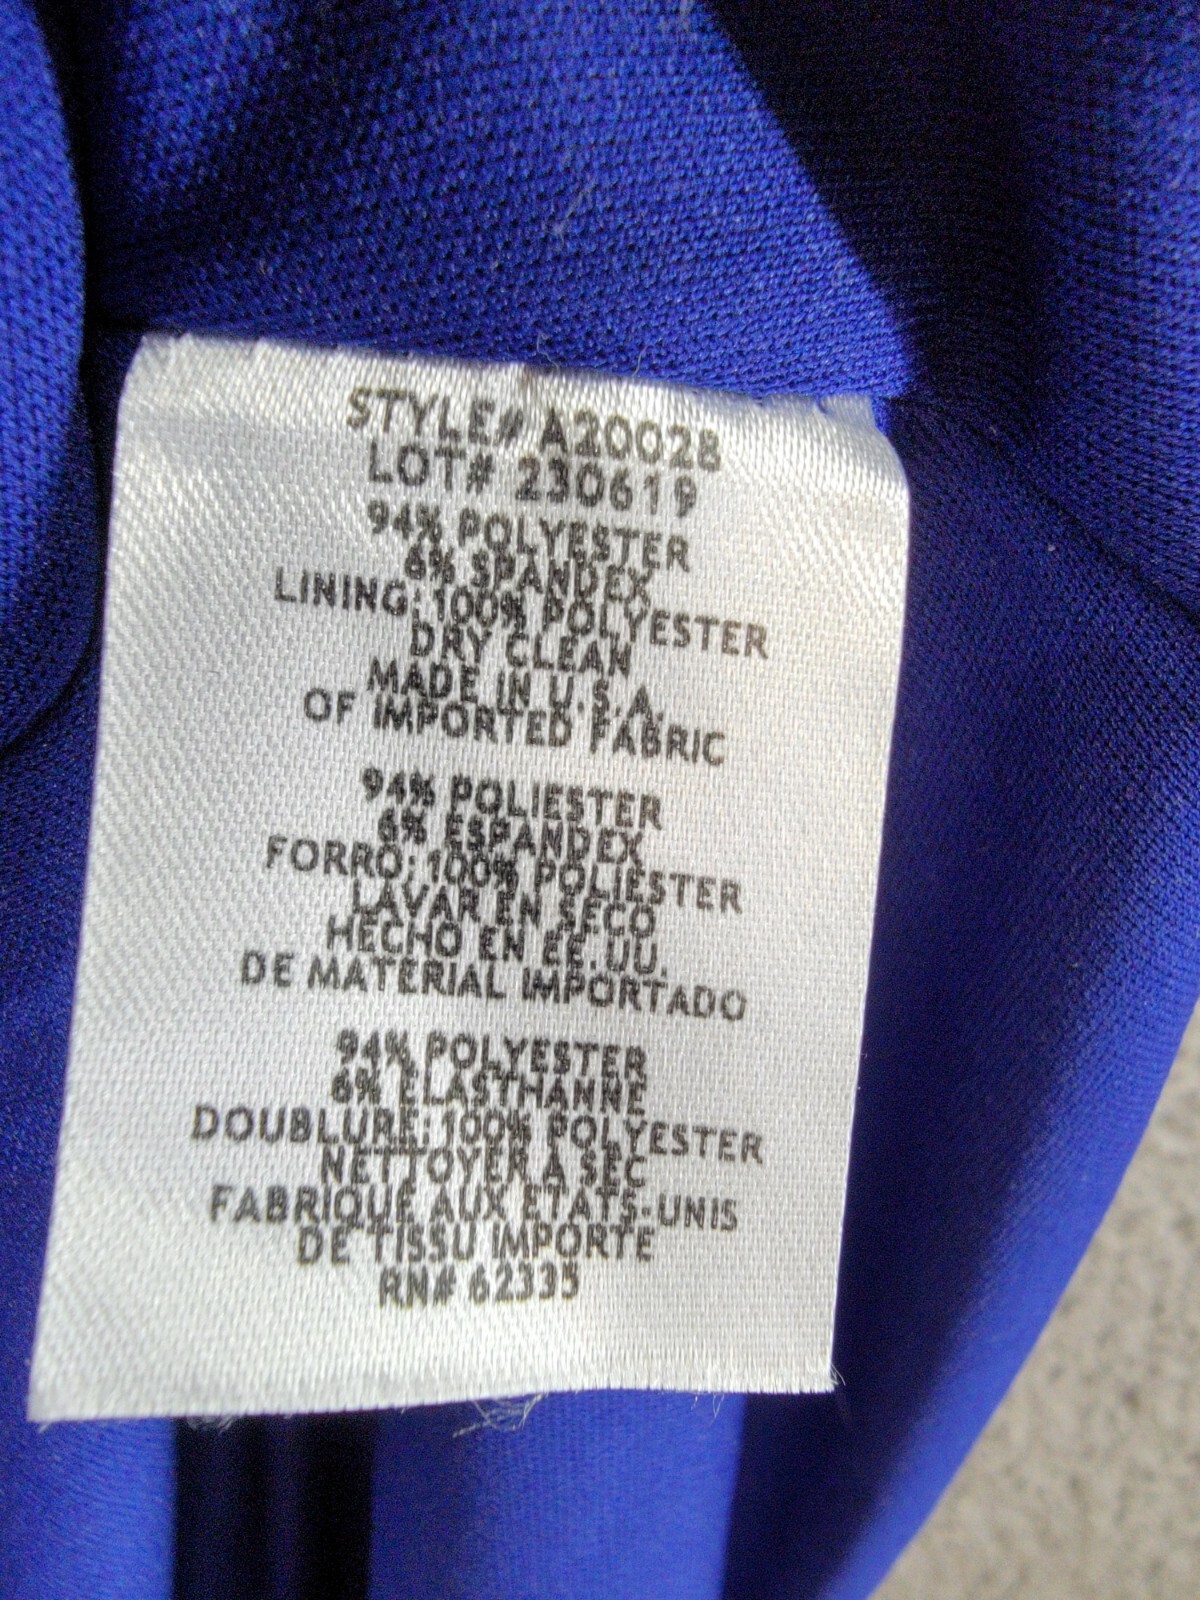 STYLE# A20028
LOT# 230619
94% POLYESTER
6% SPANDEX
LINING: 100% POLYESTER
DRY CLEAN
MADE IN U.S.A.
OF IMPORTED FABRIC
94% POLIESTER
6% ESPANDEX
FORRO: 100% POLIESTER
LAVAR EN SECO
HECHO EN EE.UU.
DE MATERIAL IMPORTADO
94% POLYESTER
6% ELASTHANNE
DOUBLURE: 100% POLYESTER
NETTOYER A SEC
FABRIQUE AUX ETATS-UNIS
DE TISSU IMPORTE
RN# 62335